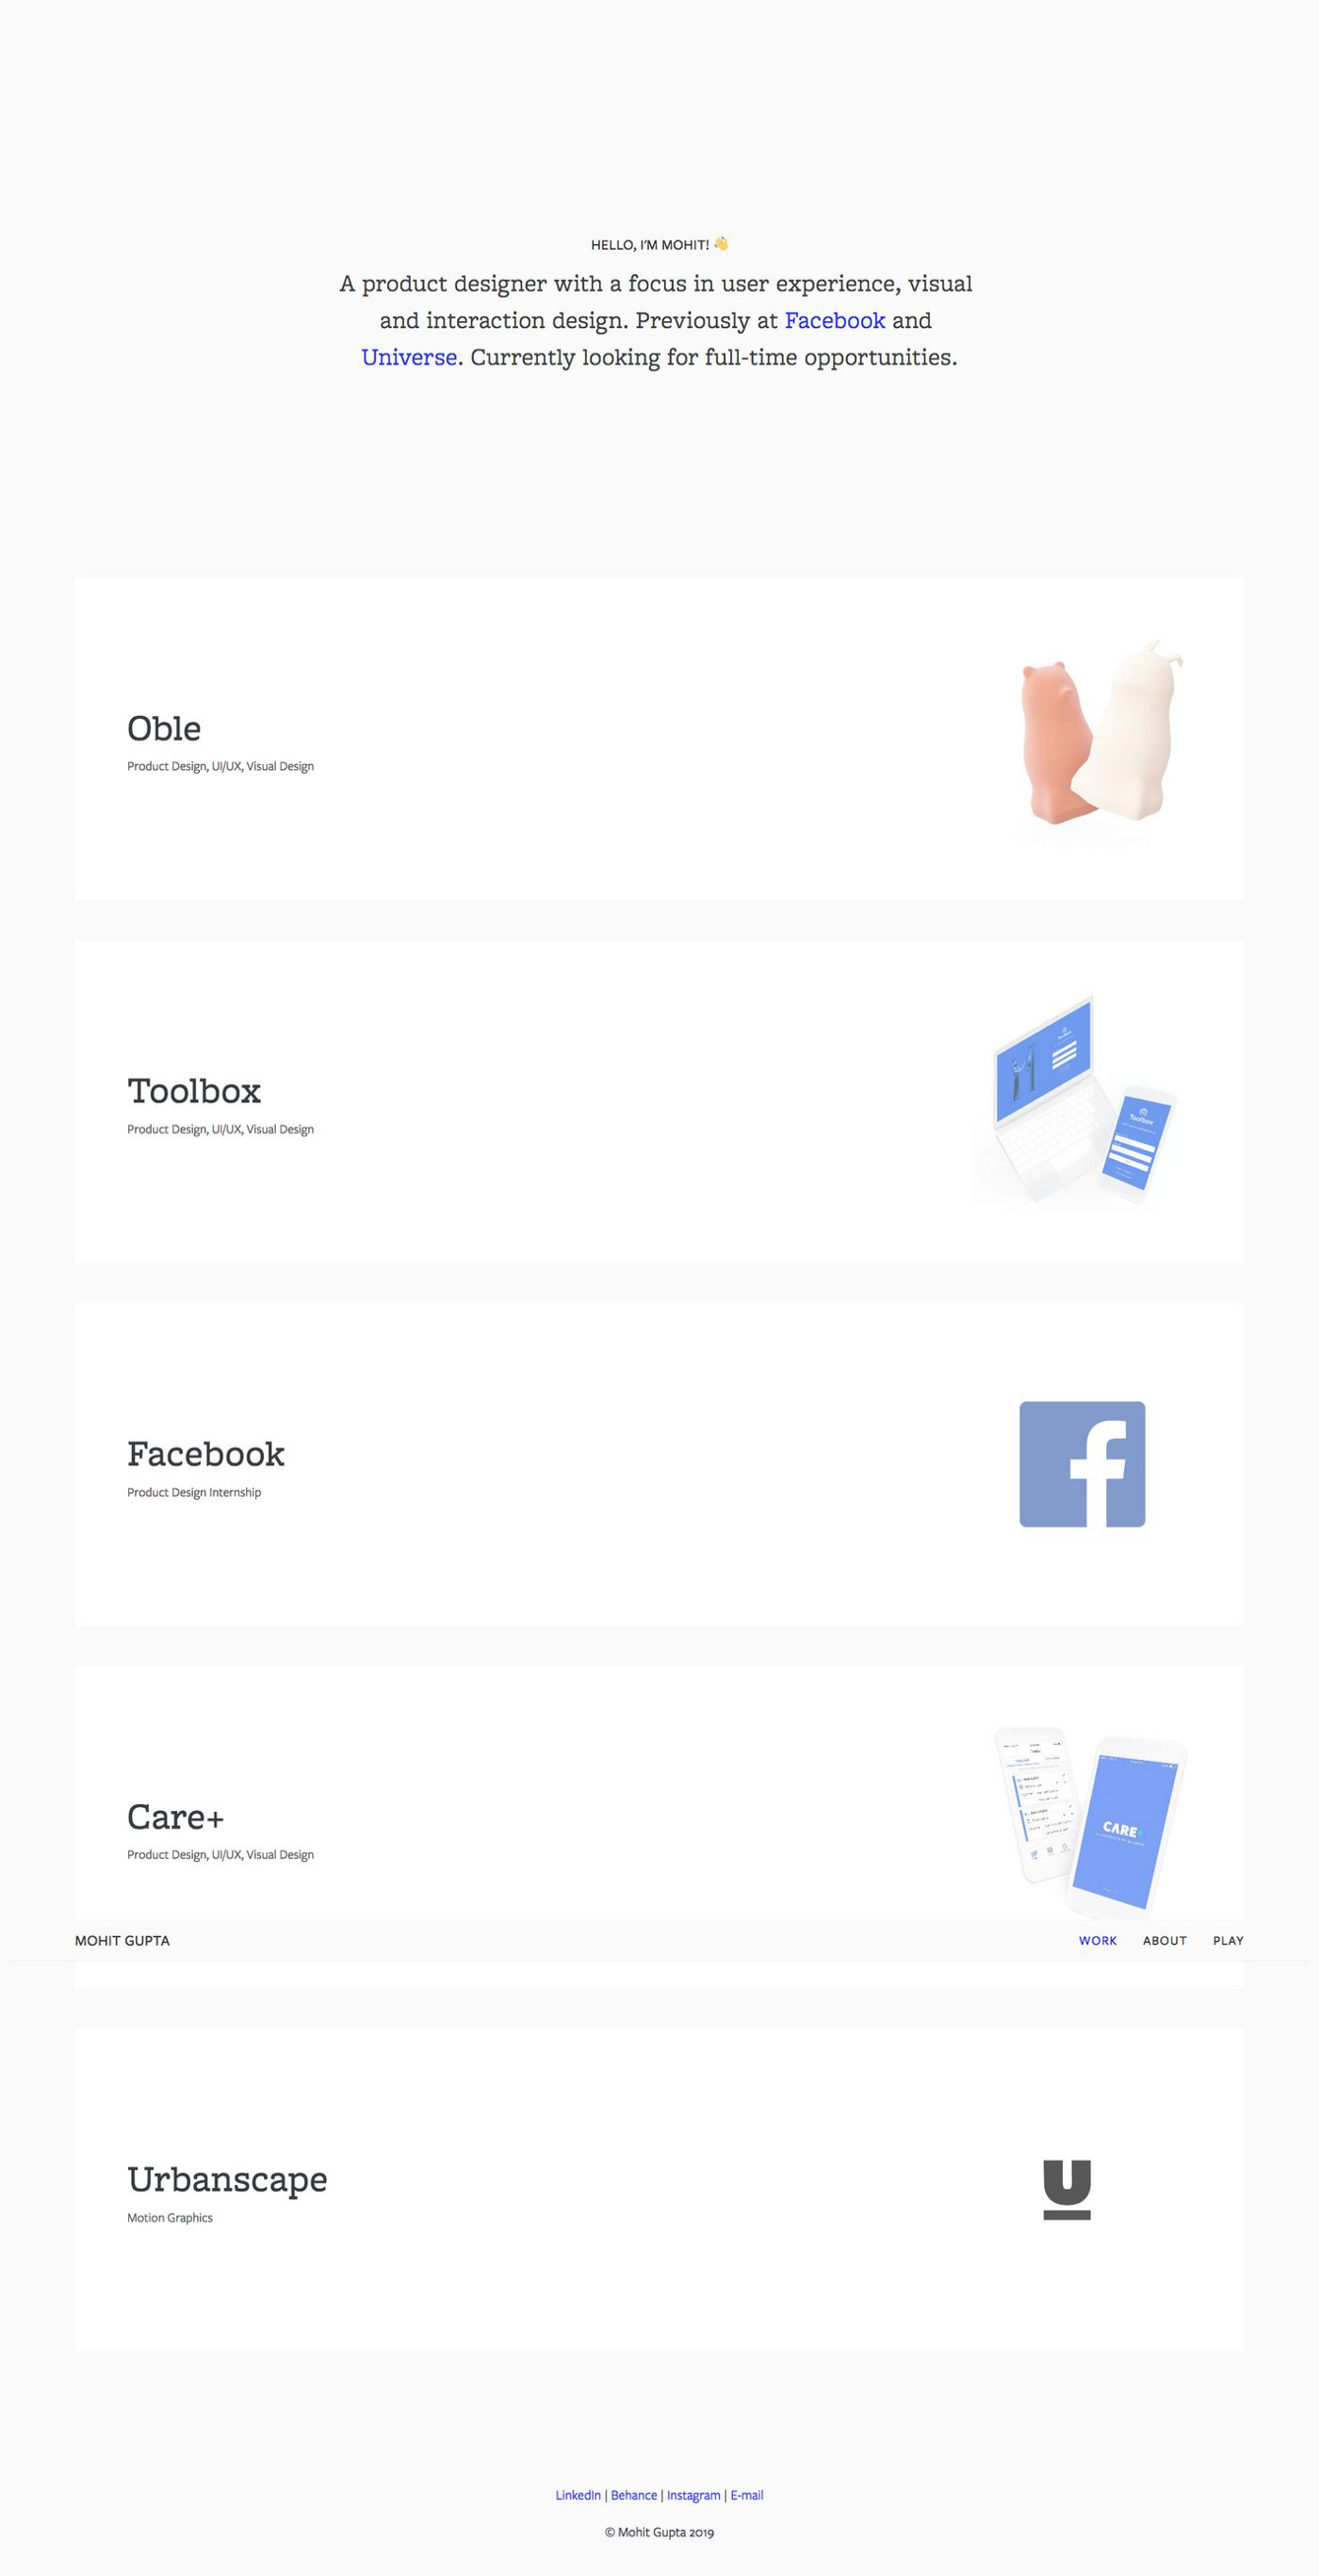 HELLO, I'M MOHIT! 👋
A product designer with a focus in user experience, visual
and interaction design. Previously at Facebook and
Universe. Currently looking for full-time opportunities.
Oble
Product Design, UI/UX, Visual Design
Toolbox
Product Design, UI/UX, Visual Design
Toolbox
Facebook
Product Design Internship
f
Care+
Product Design, UI/UX, Visual Design
CARE+
MOHIT GUPTA
WORK ABOUT PLAY
Urbanscape
Motion Graphics
U
LinkedIn | Behance | Instagram | E-mail
© Mohit Gupta 2019